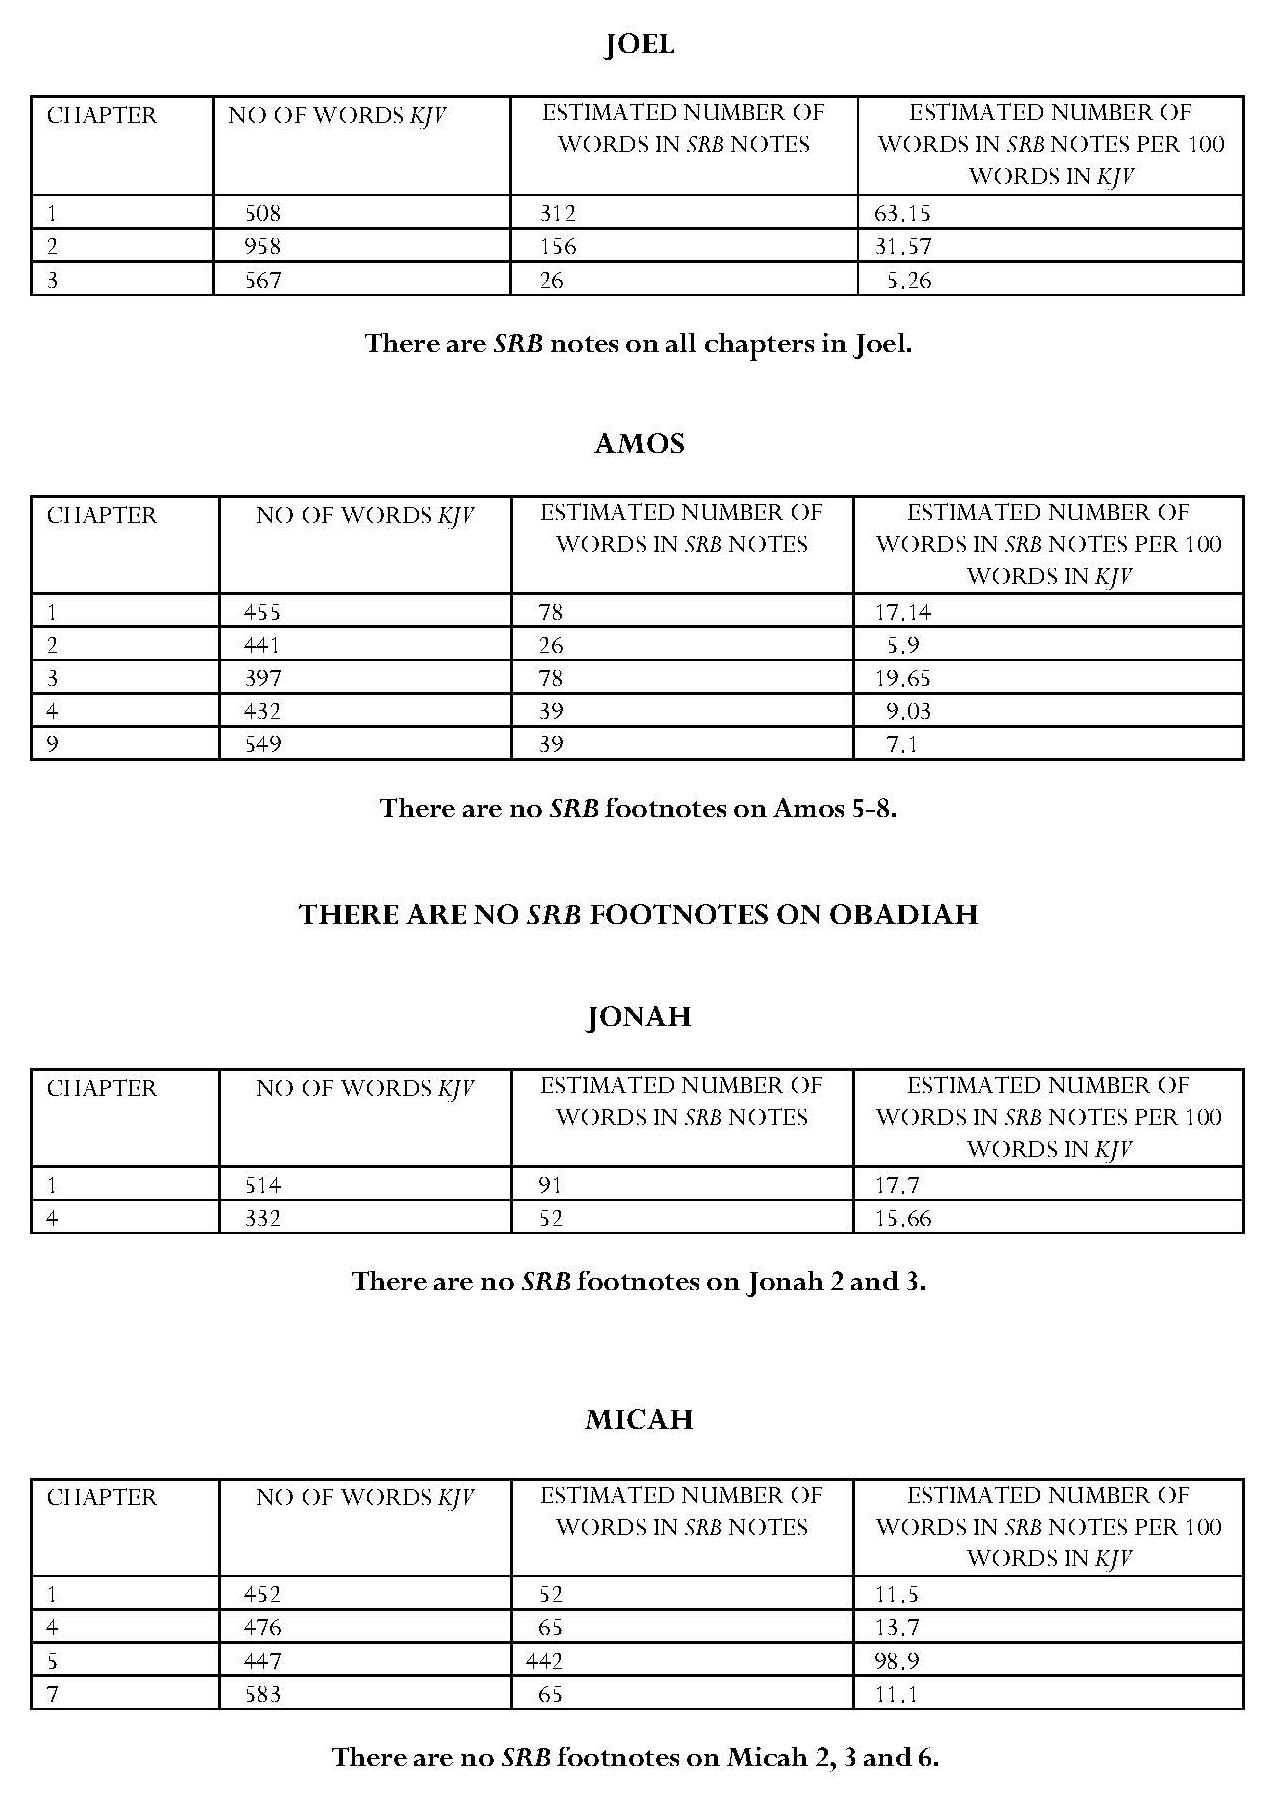 JOEL
CHAPTER NO OF WORDS KJV ESTIMATED NUMBER OF WORDS IN SRB NOTES ESTIMATED NUMBER OF WORDS IN SRB NOTES PER 100 WORDS IN KJV
1 508 312 63.15
2 958 156 31.57
3 567 26 5.26
There are SRB notes on all chapters in Joel.
AMOS
CHAPTER NO OF WORDS KJV ESTIMATED NUMBER OF WORDS IN SRB NOTES ESTIMATED NUMBER OF WORDS IN SRB NOTES PER 100 WORDS IN KJV
1 455 78 17.14
2 441 26 5.9
3 397 78 19.65
4 432 39 9.03
9 549 39 7.1
There are no SRB footnotes on Amos 5-8.
THERE ARE NO SRB FOOTNOTES ON OBADIAH
JONAH
CHAPTER NO OF WORDS KJV ESTIMATED NUMBER OF WORDS IN SRB NOTES ESTIMATED NUMBER OF WORDS IN SRB NOTES PER 100 WORDS IN KJV
1 514 91 17.7
4 332 52 15.66
There are no SRB footnotes on Jonah 2 and 3.
MICAH
CHAPTER NO OF WORDS KJV ESTIMATED NUMBER OF WORDS IN SRB NOTES ESTIMATED NUMBER OF WORDS IN SRB NOTES PER 100 WORDS IN KJV
1 452 52 11.5
4 476 65 13.7
5 447 442 98.9
7 583 65 11.1
There are no SRB footnotes on Micah 2, 3 and 6.